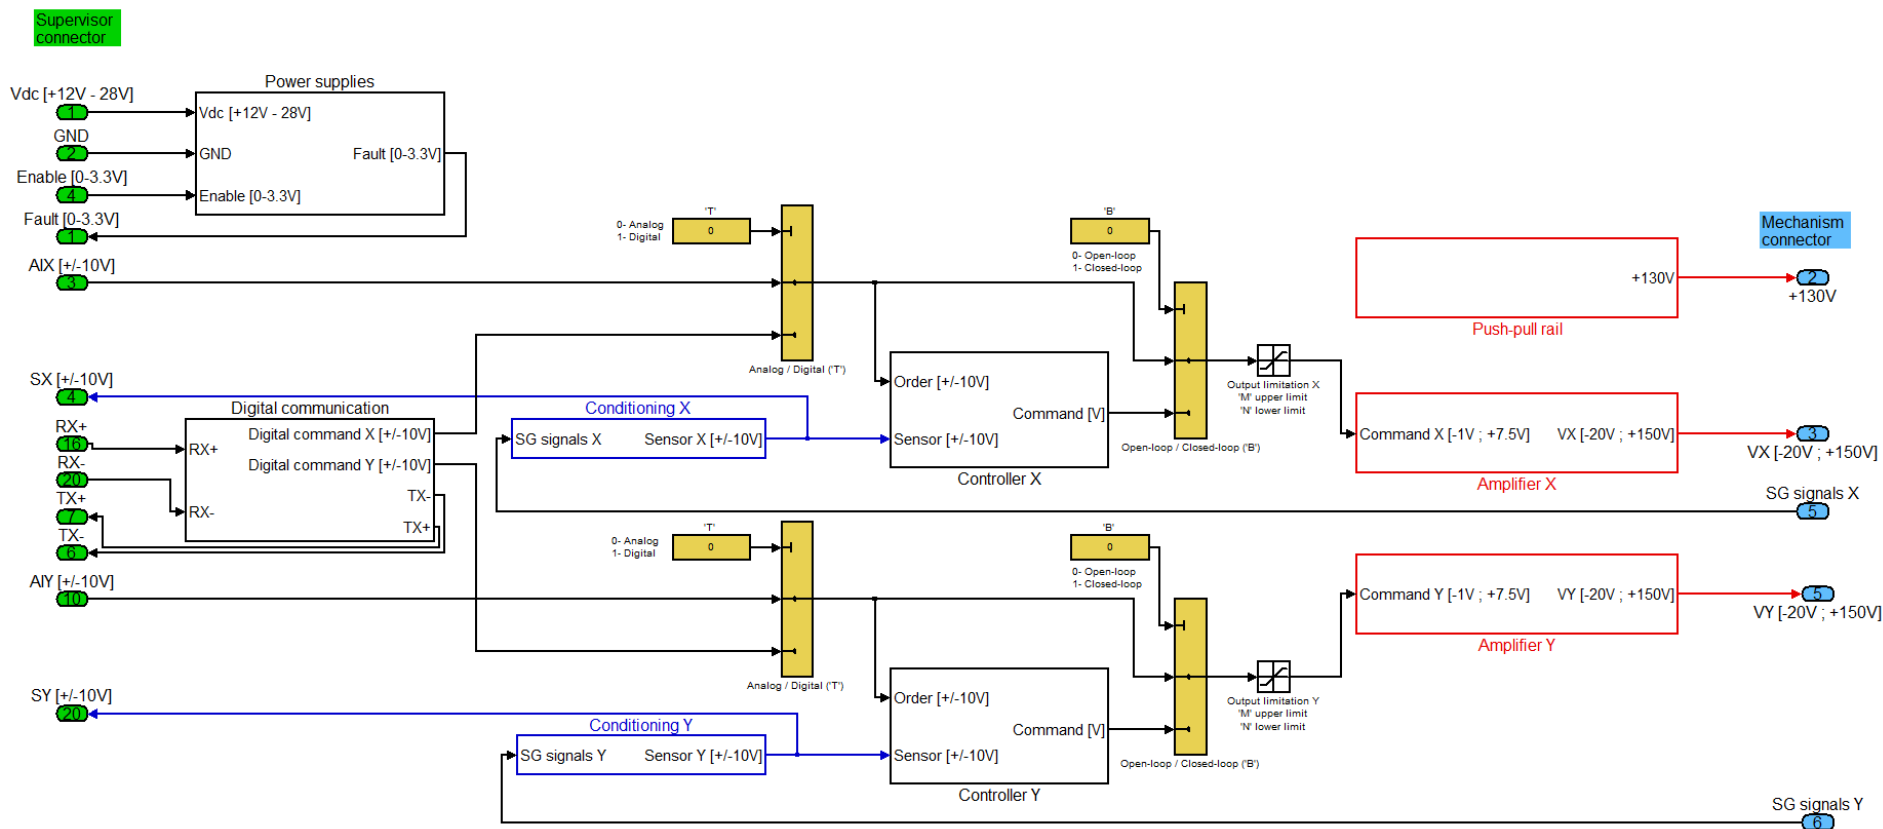 Supervisor
connector
Power supplies
Vdc [+12V - 28V]
1
Vdc [+12V - 28V]
GND
2
GND
Fault [0-3.3V]
Enable [0-3.3V]
4
Enable [0-3.3V]
Fault [0-3.3V]
1
'T'
0- Analog
1- Digital
0
'B'
0
0- Open-loop
1- Closed-loop
Mechanism
connector
AIX [+/-10V]
3
+130V
2
+130V
Push-pull rail
Analog / Digital ('T')
SX [+/-10V]
4
Order [+/-10V]
Command [V]
Sensor [+/-10V]
Controller X
Output limitation X
'M' upper limit
'N' lower limit
Open-loop / Closed-loop ('B')
Digital communication
RX+
16
RX+
Digital command X [+/-10V]
Digital command Y [+/-10V]
RX-
20
RX-
TX-
TX+
TX+
7
TX-
6
Conditioning X
SG signals X
Sensor X [+/-10V]
Command X [-1V ; +7.5V]
VX [-20V ; +150V]
3
VX [-20V ; +150V]
Amplifier X
SG signals X
5
'T'
0- Analog
1- Digital
0
'B'
0
0- Open-loop
1- Closed-loop
AIY [+/-10V]
10
Command Y [-1V ; +7.5V]
VY [-20V ; +150V]
5
VY [-20V ; +150V]
Amplifier Y
Analog / Digital ('T')
SY [+/-10V]
20
Order [+/-10V]
Command [V]
Sensor [+/-10V]
Controller Y
Output limitation Y
'M' upper limit
'N' lower limit
Open-loop / Closed-loop ('B')
Conditioning Y
SG signals Y
Sensor Y [+/-10V]
SG signals Y
6